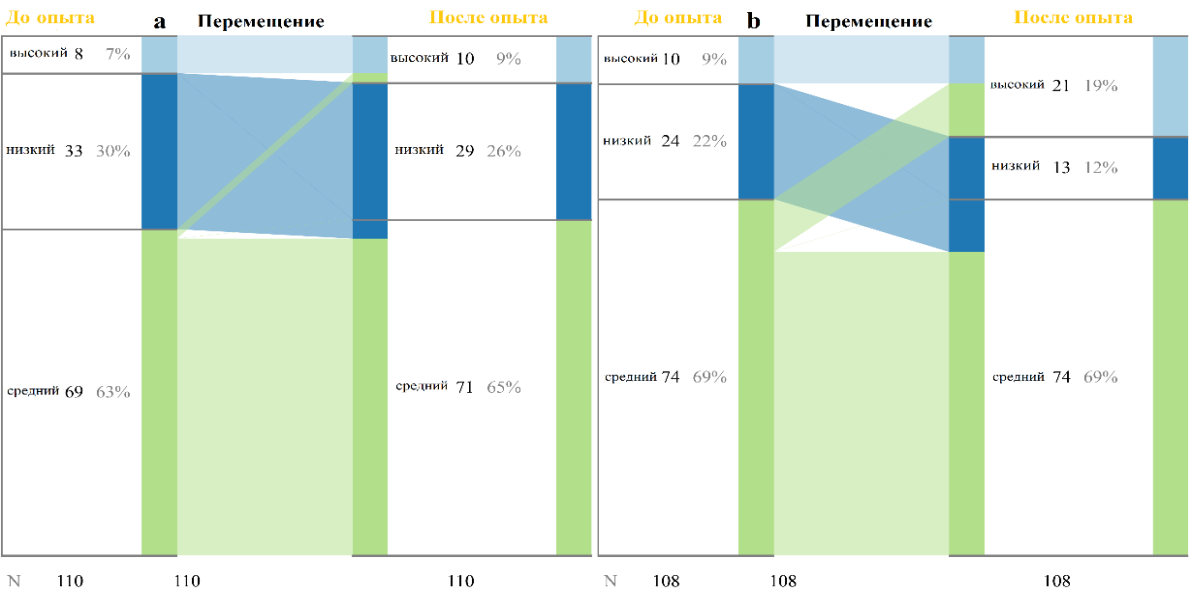 До опыта a Перемещение После опыта
высокий 8 7%
высокий 10 9%
низкий 33 30%
низкий 29 26%
средний 69 63%
средний 71 65%
N 110 110 110
До опыта b Перемещение После опыта
высокий 10 9%
высокий 21 19%
низкий 24 22%
низкий 13 12%
средний 74 69%
средний 74 69%
N 108 108 108